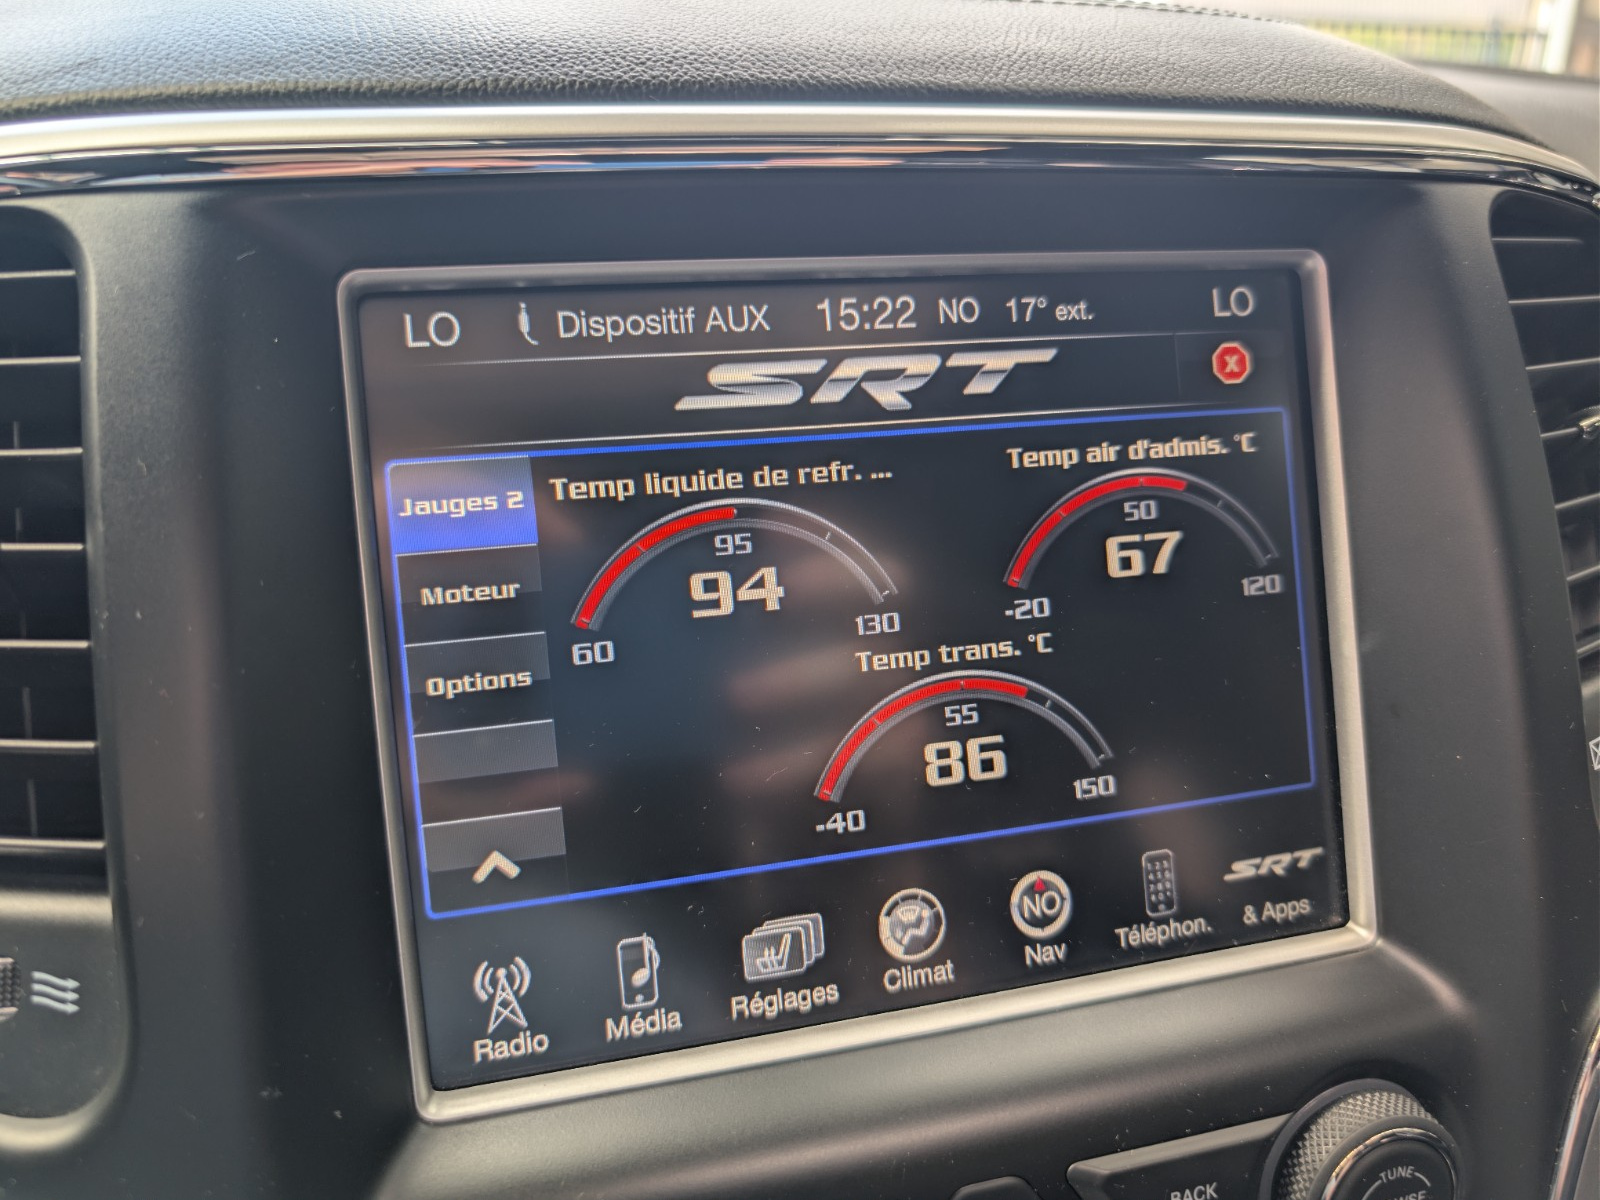 LO Dispositif AUX 15:22 NO 17° ext. LO
SRT
X
Jauges 2
Moteur
Options
Temp liquide de refr. ...
95
94
60
130
Temp air d'admis. °C
50
67
-20
120
Temp trans. °C
55
86
-40
150
Radio
Média
Réglages
Climat
NO
Nav
Téléphon.
SRT
& Apps
BACK
TUNE